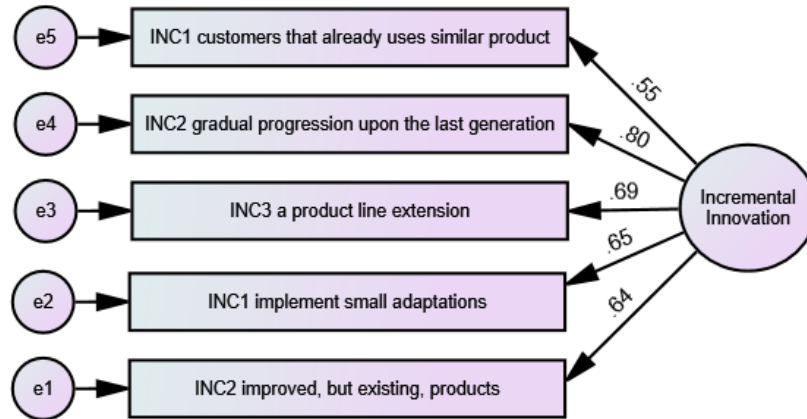 e5
INC1 customers that already uses similar product
.55
e4
INC2 gradual progression upon the last generation
.80
e3
INC3 a product line extension
.69
Incremental
Innovation
e2
INC1 implement small adaptations
.65
e1
INC2 improved, but existing, products
.64